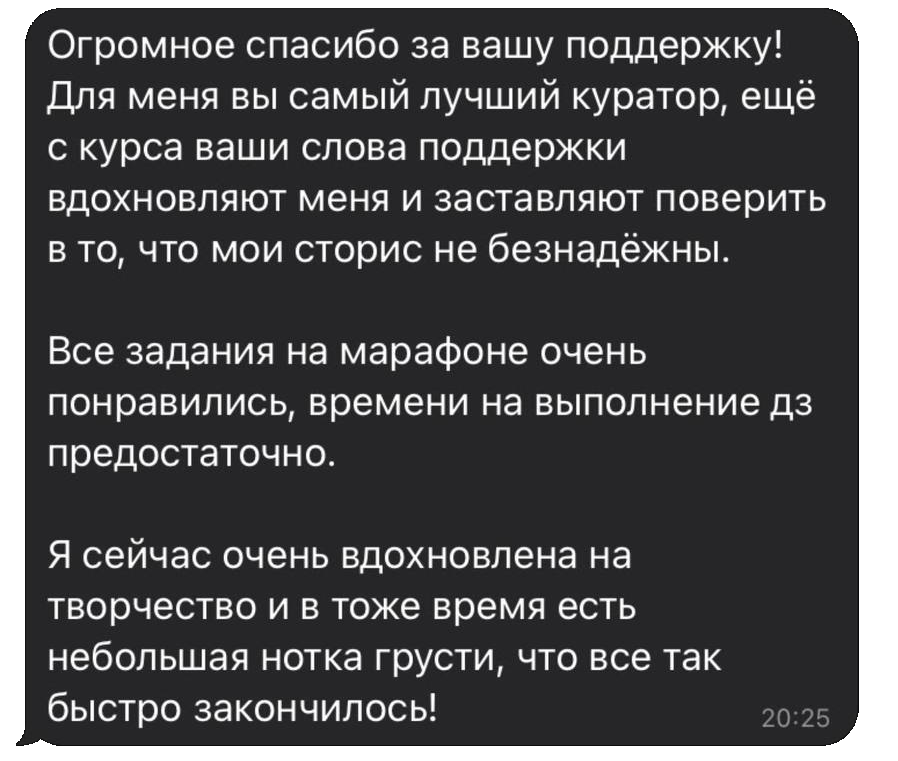 Огромное спасибо за вашу поддержку!
Для меня вы самый лучший куратор, ещё
с курса ваши слова поддержки
вдохновляют меня и заставляют поверить
в то, что мои сторис не безнадёжны.
Все задания на марафоне очень
понравились, времени на выполнение дз
предостаточно.
Я сейчас очень вдохновлена на
творчество и в тоже время есть
небольшая нотка грусти, что все так
быстро закончилось!
20:25